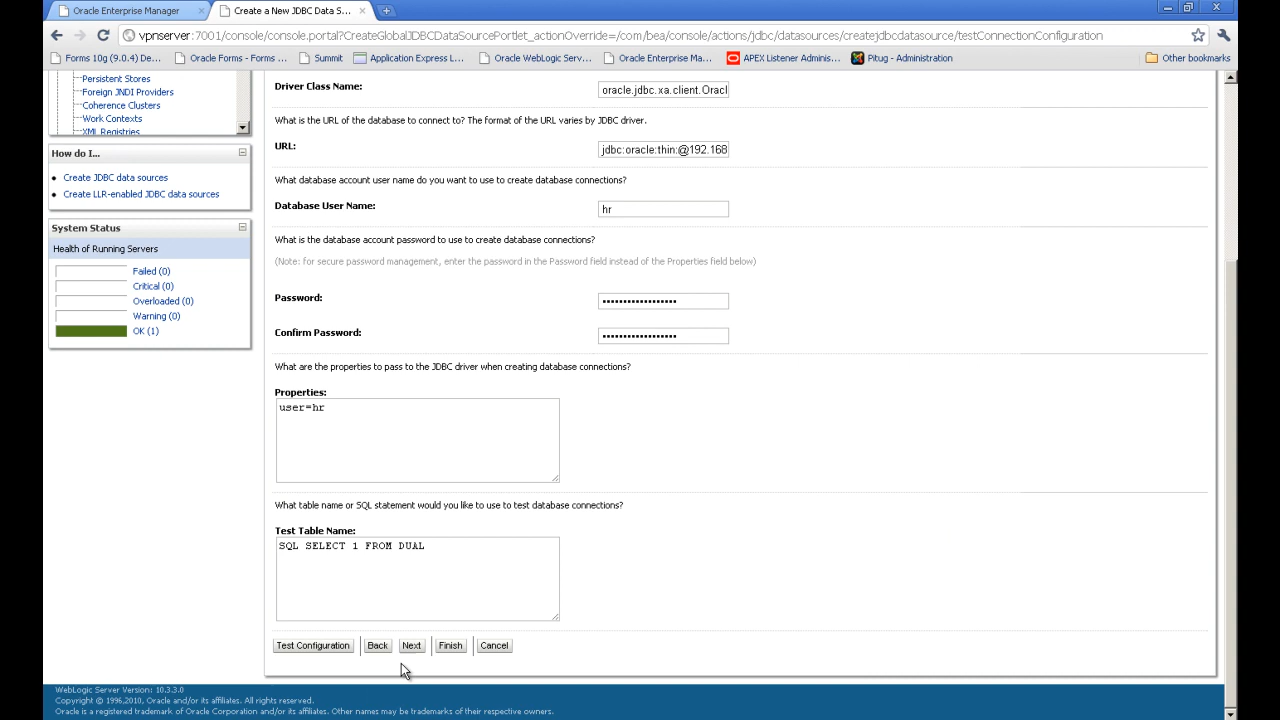 Oracle Enterprise Manager
Create a New JDBC Data S...
vpnserver:7001/console/console.portal?CreateGlobalJDBCDataSourcePortlet_actionOverride=/com/bea/console/actions/jdbc/datasources/createjdbcdatasource/testConnectionConfiguration
Forms 10g (9.0.4) De...
Oracle Forms - Forms ...
Summit
Application Express L...
Oracle WebLogic Serv...
Oracle Enterprise Ma...
APEX Listener Adminis...
Pitug - Administration
Other bookmarks
Persistent Stores
Foreign JNDI Providers
Coherence Clusters
Work Contexts
XML Registries
How do I...
Create JDBC data sources
Create LLR-enabled JDBC data sources
System Status
Health of Running Servers
Failed (0)
Critical (0)
Overloaded (0)
Warning (0)
OK (1)
Driver Class Name:
oracle.jdbc.xa.client.Oracl
What is the URL of the database to connect to? The format of the URL varies by JDBC driver.
URL:
jdbc:oracle:thin:@192.168
What database account user name do you want to use to create database connections?
Database User Name:
hr
What is the database account password to use to create database connections?
(Note: for secure password management, enter the password in the Password field instead of the Properties field below)
Password:
••••••••••••••••••
Confirm Password:
••••••••••••••••••
What are the properties to pass to the JDBC driver when creating database connections?
Properties:
user=hr
What table name or SQL statement would you like to use to test database connections?
Test Table Name:
SQL SELECT 1 FROM DUAL
Test Configuration
Back
Next
Finish
Cancel
WebLogic Server Version: 10.3.3.0
Copyright © 1996,2010, Oracle and/or its affiliates. All rights reserved.
Oracle is a registered trademark of Oracle Corporation and/or its affiliates. Other names may be trademarks of their respective owners.